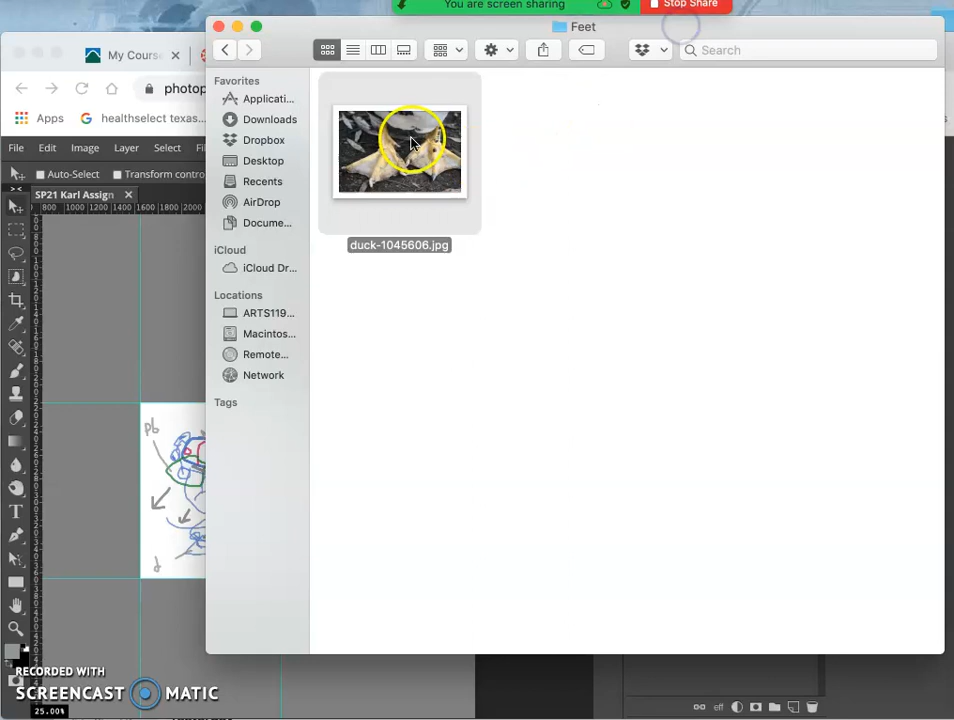 You are screen sharing
Stop Share
Feet
Search
My Course
photop
Apps
healthselect texas
File Edit Image Layer Select
Auto-Select Transform contro
SP21 Karl Assign
800 1000 1200 1400 1600 1800 2000
Favorites
Applicati...
Downloads
Dropbox
Desktop
Recents
AirDrop
Docume...
iCloud
iCloud Dr...
Locations
ARTS119...
Macintos...
Remote...
Network
Tags
duck-1045606.jpg
pb
d
RECORDED WITH
SCREENCAST MATIC
25.00%
eff